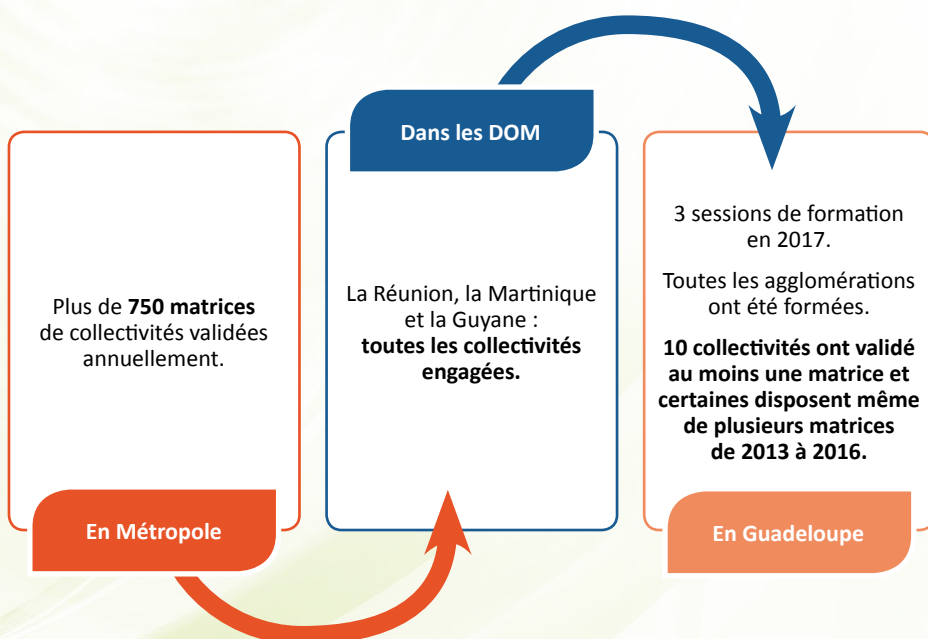 Plus de 750 matrices
de collectivités validées
annuellement.
En Métropole
Dans les DOM
La Réunion, la Martinique
et la Guyane :
toutes les collectivités
engagées.
3 sessions de formation
en 2017.
Toutes les agglomérations
ont été formées.
10 collectivités ont validé
au moins une matrice et
certaines disposent même
de plusieurs matrices
de 2013 à 2016.
En Guadeloupe